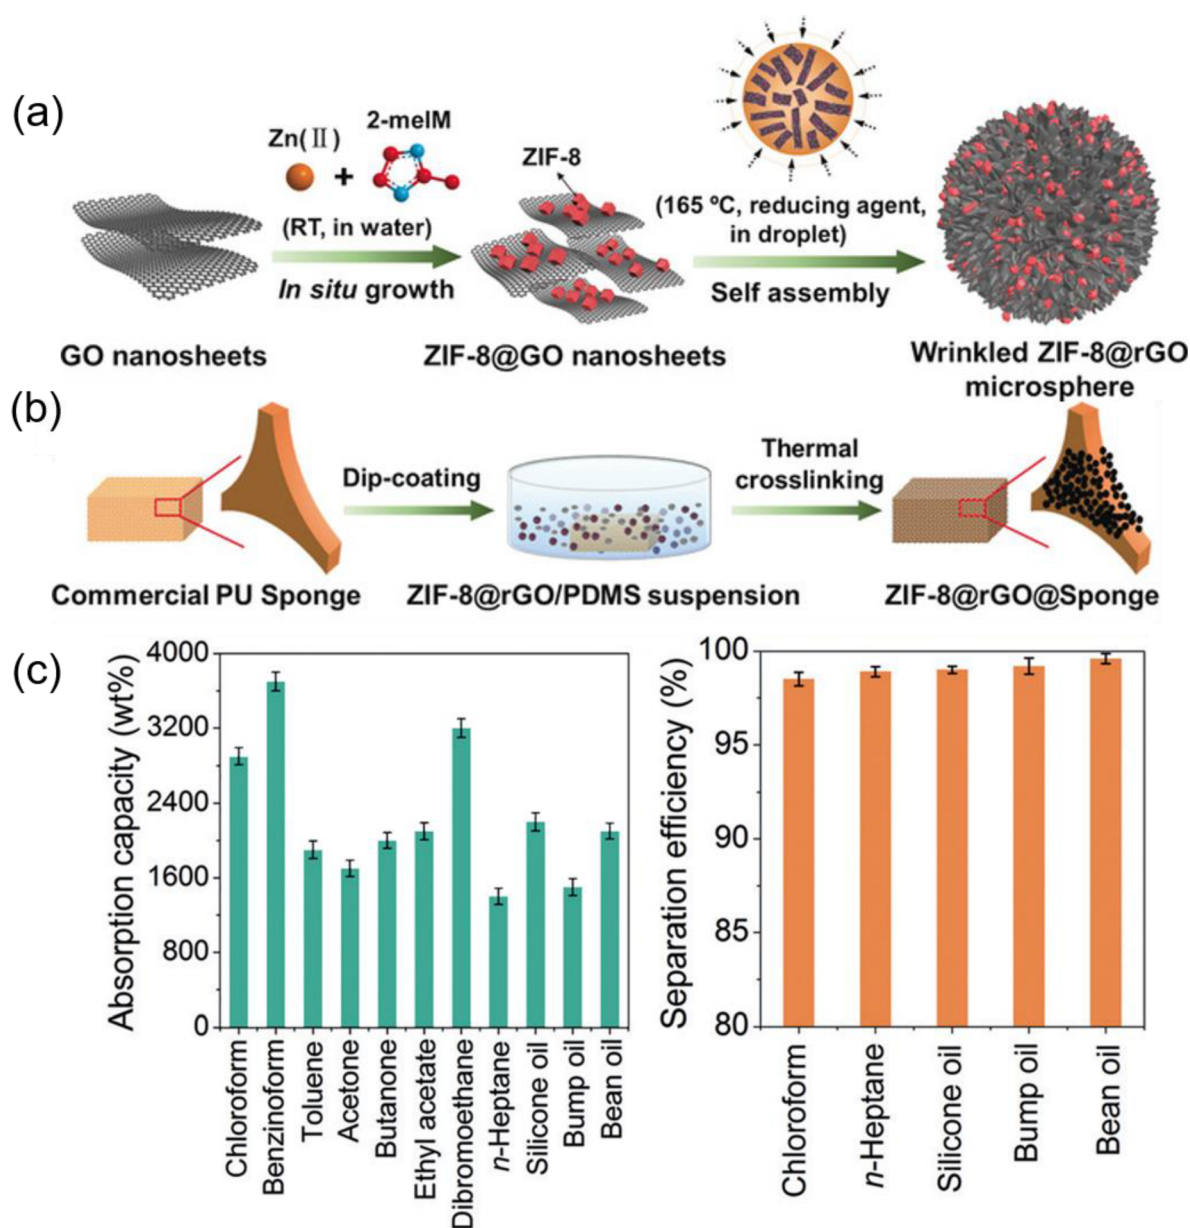 (a)
Zn(Ⅱ)
2-meIM
+
(RT, in water)
In situ growth
ZIF-8
(165 ºC, reducing agent,
in droplet)
Self assembly
GO nanosheets
ZIF-8@GO nanosheets
Wrinkled ZIF-8@rGO
microsphere
(b)
Dip-coating
Thermal
crosslinking
Commercial PU Sponge
ZIF-8@rGO/PDMS suspension
ZIF-8@rGO@Sponge
(c)
Absorption capacity (wt%)
4000
3200
2400
1600
800
0
Chloroform
Benzinoform
Toluene
Acetone
Butanone
Ethyl acetate
Dibromoethane
n-Heptane
Silicone oil
Bump oil
Bean oil
Separation efficiency (%)
100
95
90
85
80
Chloroform
n-Heptane
Silicone oil
Bump oil
Bean oil